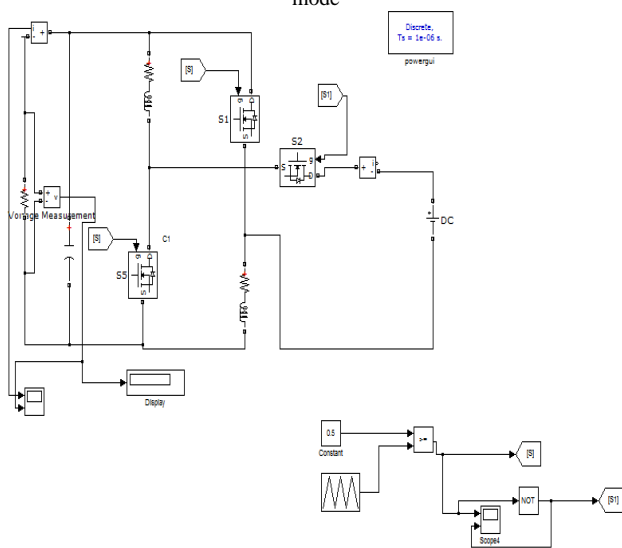 mode
Discrete,
Ts = 1e-06 s.
powergui
i
+
-
[S]
[S1]
g
D
S1
S
S2
S
g
D
+
i
-
+
v
-
Voltage Measurement
+
DC
[S]
C1
g
D
S5
S
Display
0.5
Constant
>=
[S]
NOT
[S1]
Scope4